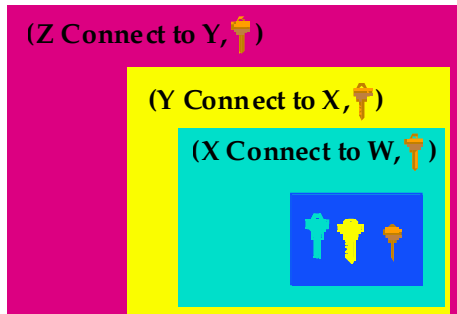 (Z Connect to Y, )
(Y Connect to X, )
(X Connect to W, )